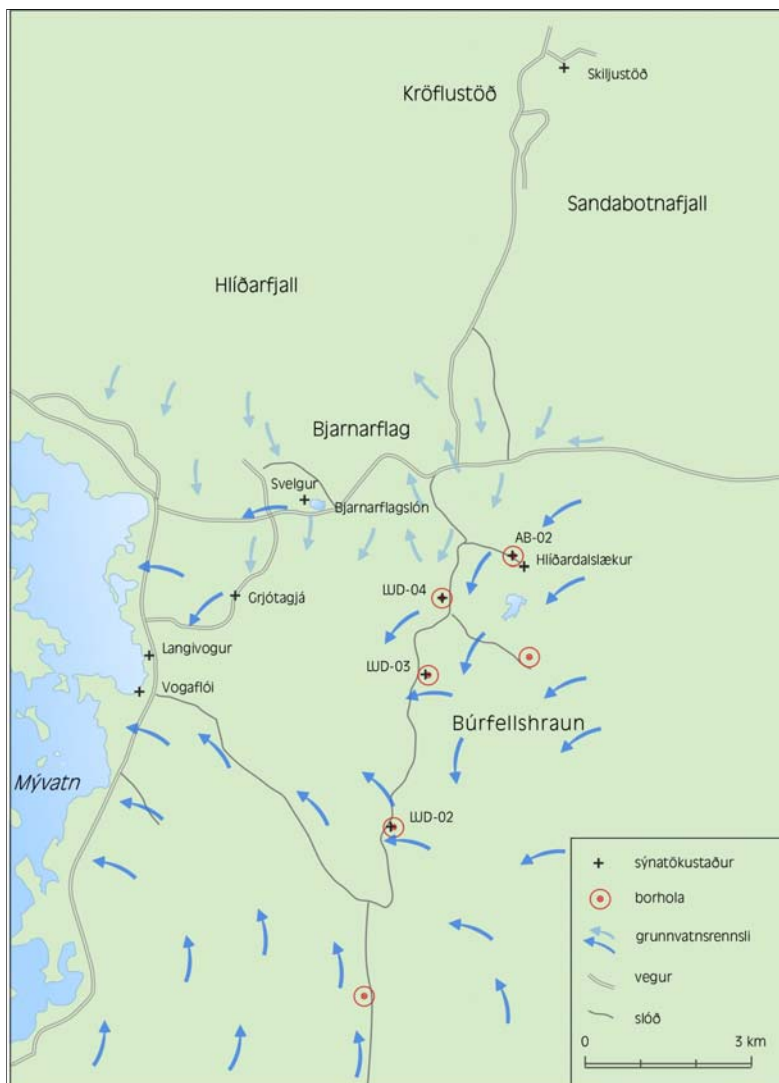 Skiljustöð
Kröflustöð
Sandabotnafjall
Hlíðarfjall
Bjarnarflag
Svelgur
Bjarnarflagslón
AB-02
Hlíðardalslækur
LUD-04
Grjótagjá
Langivogur
LUD-03
Vogaflói
Búrfellshraun
Mývatn
LUD-02
sýnatökustaður
borhola
grunnvatnsrennsli
vegur
slóð
0 3 km